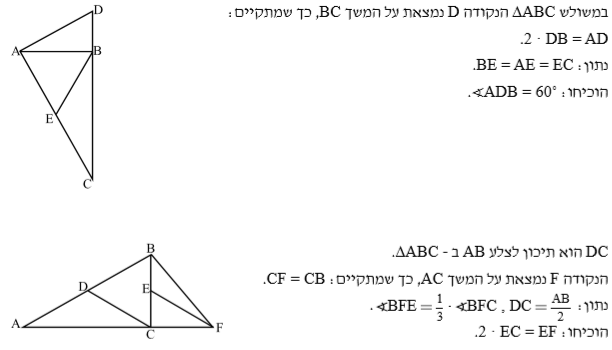 במשולש ΔABC הנקודה D נמצאת על המשך BC, כך שמתקיים:
2 · DB = AD.
נתון: BE = AE = EC.
הוכיחו: ∢ADB = 60°.
D
A
B
E
C
DC הוא תיכון לצלע AB ב - ΔABC.
הנקודה F נמצאת על המשך AC, כך שמתקיים: CF = CB.
נתון: DC = AB/2 , ∢BFE = 1/3 · ∢BFC.
הוכיחו: 2 · EC = EF.
B
D
E
A
C
F